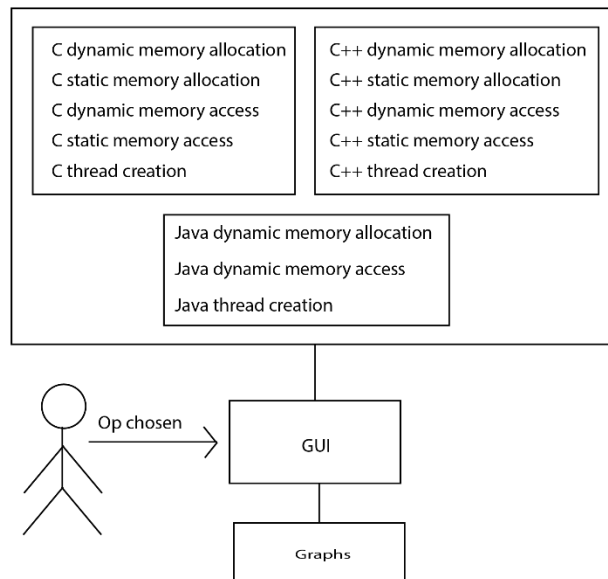 C dynamic memory allocation
C static memory allocation
C dynamic memory access
C static memory access
C thread creation
C++ dynamic memory allocation
C++ static memory allocation
C++ dynamic memory access
C++ static memory access
C++ thread creation
Java dynamic memory allocation
Java dynamic memory access
Java thread creation
Op chosen
GUI
Graphs